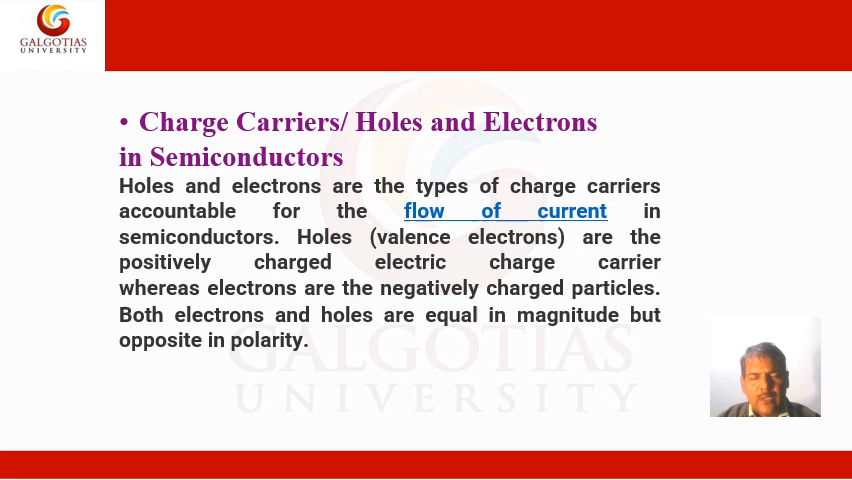 GALGOTIAS
UNIVERSITY
• Charge Carriers/ Holes and Electrons
in Semiconductors
Holes and electrons are the types of charge carriers
accountable for the flow of current in
semiconductors. Holes (valence electrons) are the
positively charged electric charge carrier
whereas electrons are the negatively charged particles.
Both electrons and holes are equal in magnitude but
opposite in polarity.
GALGOTIAS
UNIVERSITY